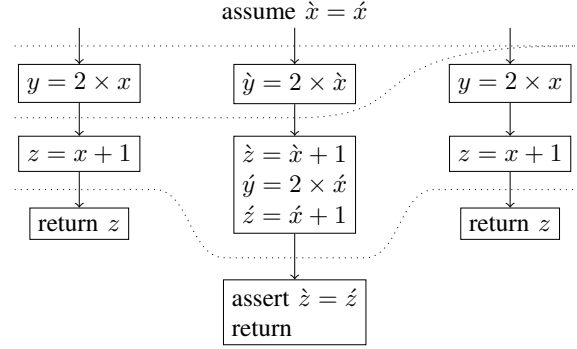 assume x̀ = x́
y = 2 × x
ỳ = 2 × x̀
y = 2 × x
z = x + 1
z̀ = x̀ + 1
ý = 2 × x́
ź = x́ + 1
z = x + 1
return z
return z
assert z̀ = ź
return